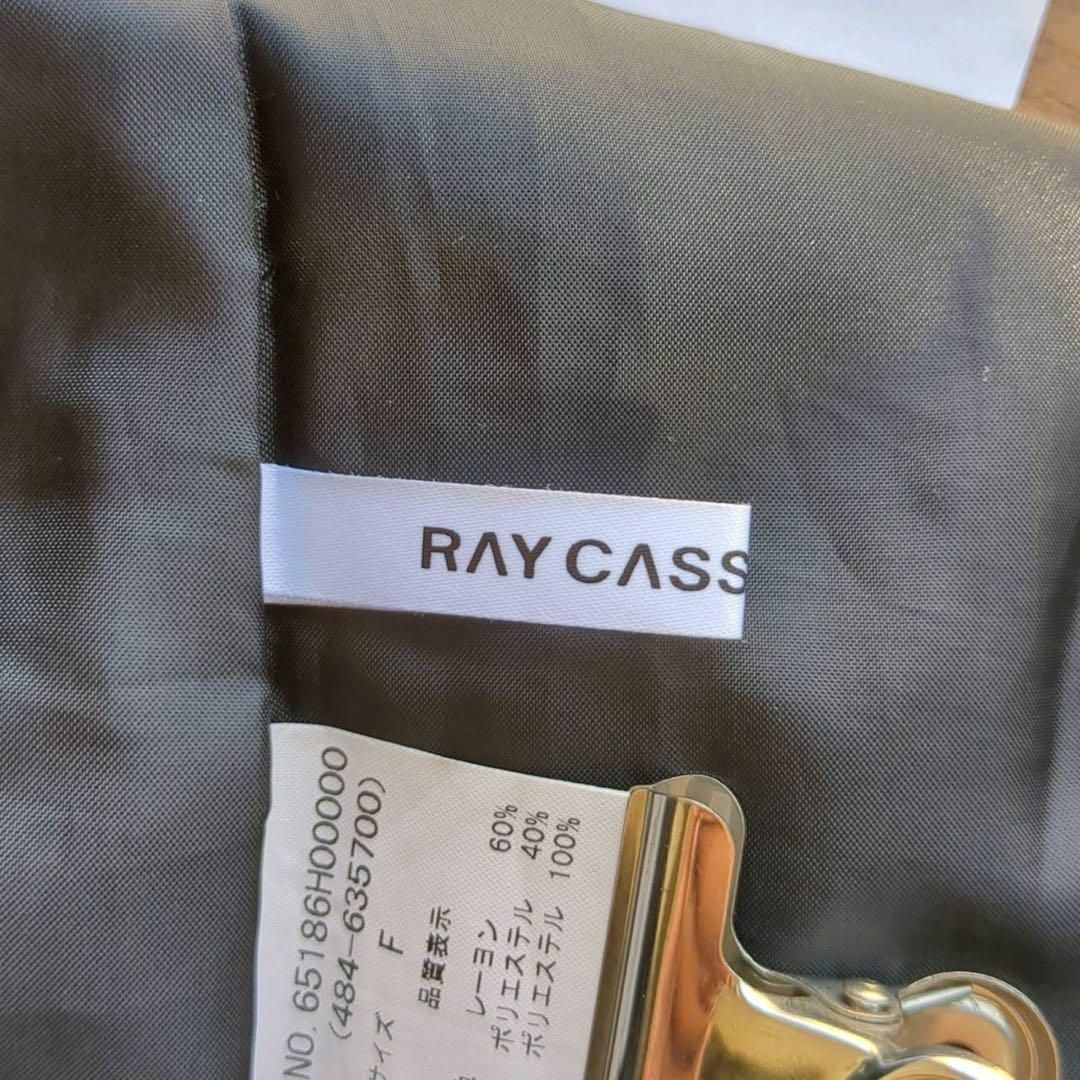 RAY CASS
NO. 65186H00000
(484-635700)
サイズ F
品質表示
レーヨン 60%
ポリエステル 40%
ポリエステル 100%